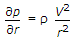 ∂p/∂r = ρ V²/r²